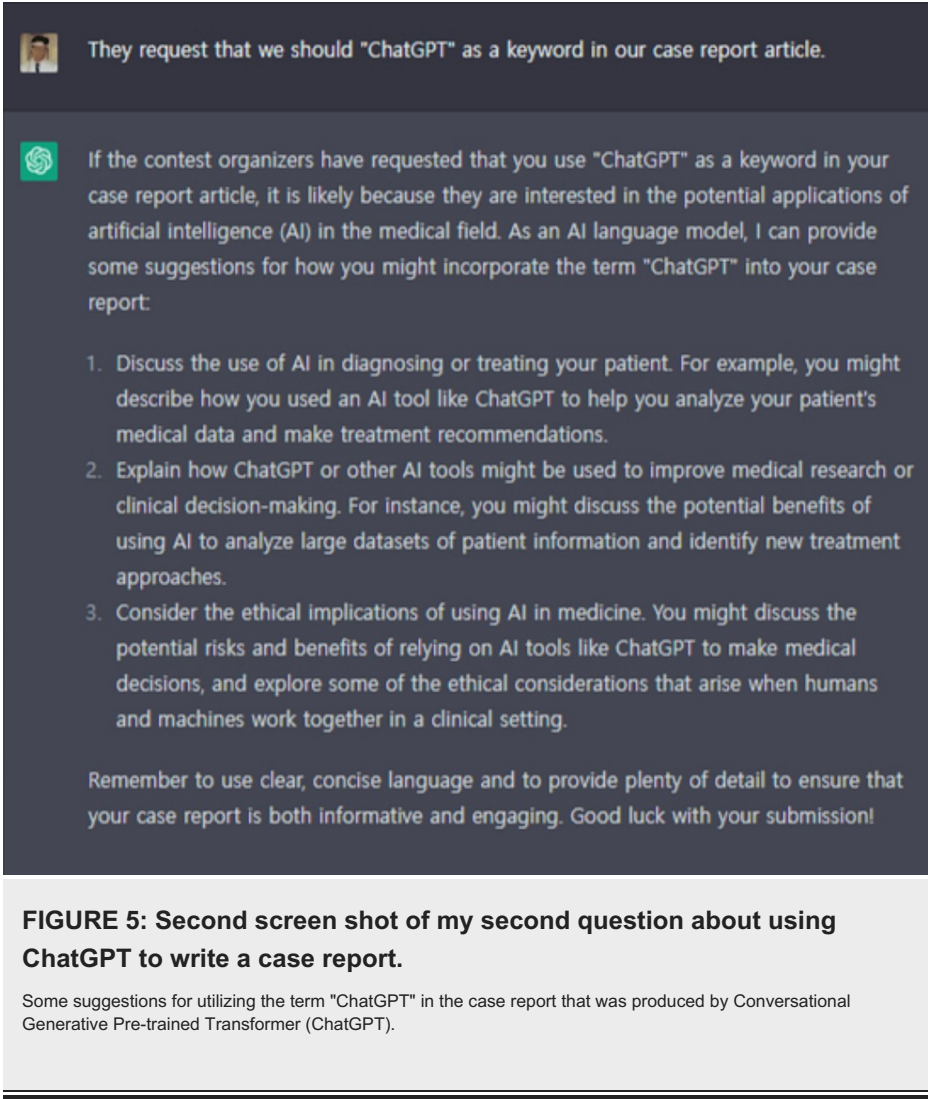 They request that we should "ChatGPT" as a keyword in our case report article.
If the contest organizers have requested that you use "ChatGPT" as a keyword in your
case report article, it is likely because they are interested in the potential applications of
artificial intelligence (AI) in the medical field. As an AI language model, I can provide
some suggestions for how you might incorporate the term "ChatGPT" into your case
report:
1. Discuss the use of AI in diagnosing or treating your patient. For example, you might
describe how you used an AI tool like ChatGPT to help you analyze your patient's
medical data and make treatment recommendations.
2. Explain how ChatGPT or other AI tools might be used to improve medical research or
clinical decision-making. For instance, you might discuss the potential benefits of
using AI to analyze large datasets of patient information and identify new treatment
approaches.
3. Consider the ethical implications of using AI in medicine. You might discuss the
potential risks and benefits of relying on AI tools like ChatGPT to make medical
decisions, and explore some of the ethical considerations that arise when humans
and machines work together in a clinical setting.
Remember to use clear, concise language and to provide plenty of detail to ensure that
your case report is both informative and engaging. Good luck with your submission!
FIGURE 5: Second screen shot of my second question about using
ChatGPT to write a case report.
Some suggestions for utilizing the term "ChatGPT" in the case report that was produced by Conversational
Generative Pre-trained Transformer (ChatGPT).